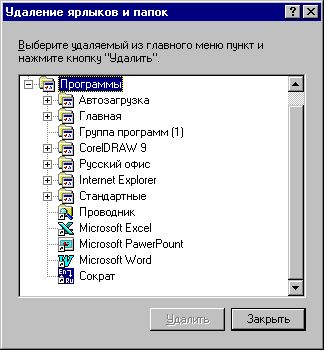 Удаление ярлыков и папок
Выберите удаляемый из главного меню пункт и
нажмите кнопку "Удалить".
Программы
Автозагрузка
Главная
Группа программ (1)
CorelDRAW 9
Русский офис
Internet Explorer
Стандартные
Проводник
Microsoft Excel
Microsoft PawerPount
Microsoft Word
Сократ
Удалить
Закрыть